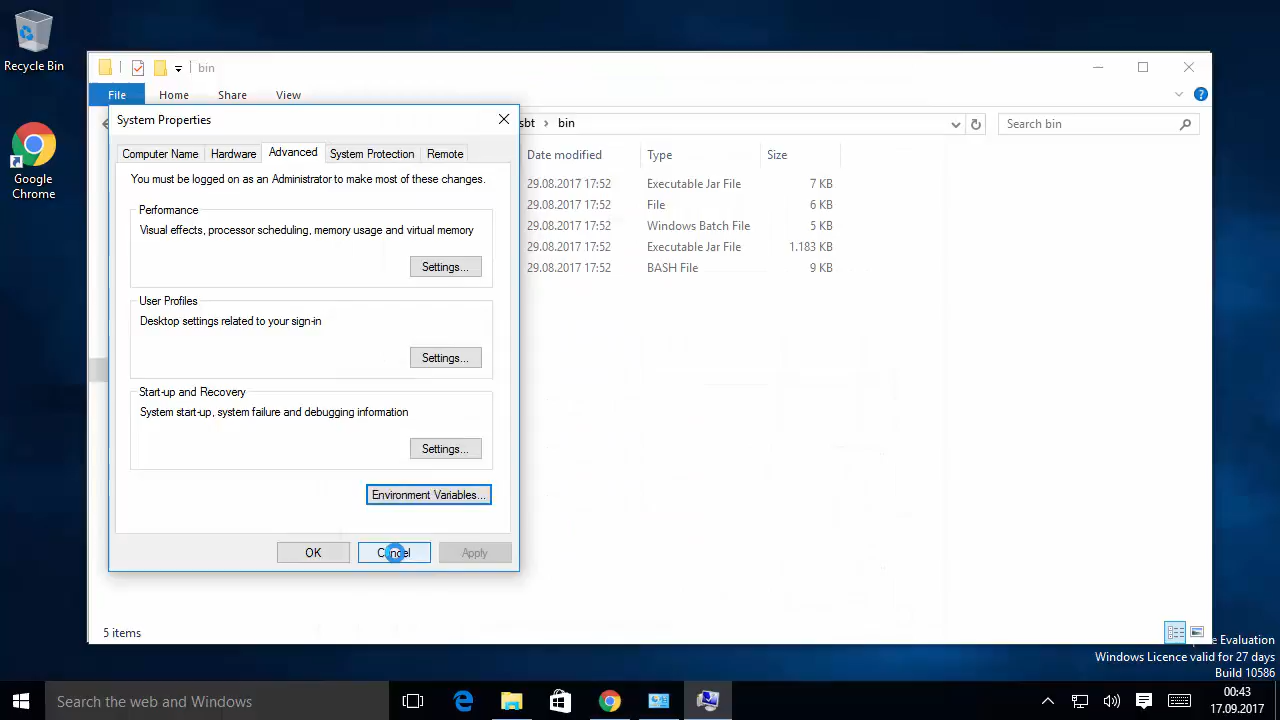 Recycle Bin
Google
Chrome
bin
File Home Share View
System Properties
sbt > bin
Search bin
Computer Name Hardware Advanced System Protection Remote
You must be logged on as an Administrator to make most of these changes.
Performance
Visual effects, processor scheduling, memory usage and virtual memory
Settings...
User Profiles
Desktop settings related to your sign-in
Settings...
Start-up and Recovery
System start-up, system failure and debugging information
Settings...
Environment Variables...
OK Cancel Apply
Date modified Type Size
29.08.2017 17:52 Executable Jar File 7 KB
29.08.2017 17:52 File 6 KB
29.08.2017 17:52 Windows Batch File 5 KB
29.08.2017 17:52 Executable Jar File 1.183 KB
29.08.2017 17:52 BASH File 9 KB
5 items
Evaluation
Windows Licence valid for 27 days
Build 10586
Search the web and Windows
00:43
17.09.2017